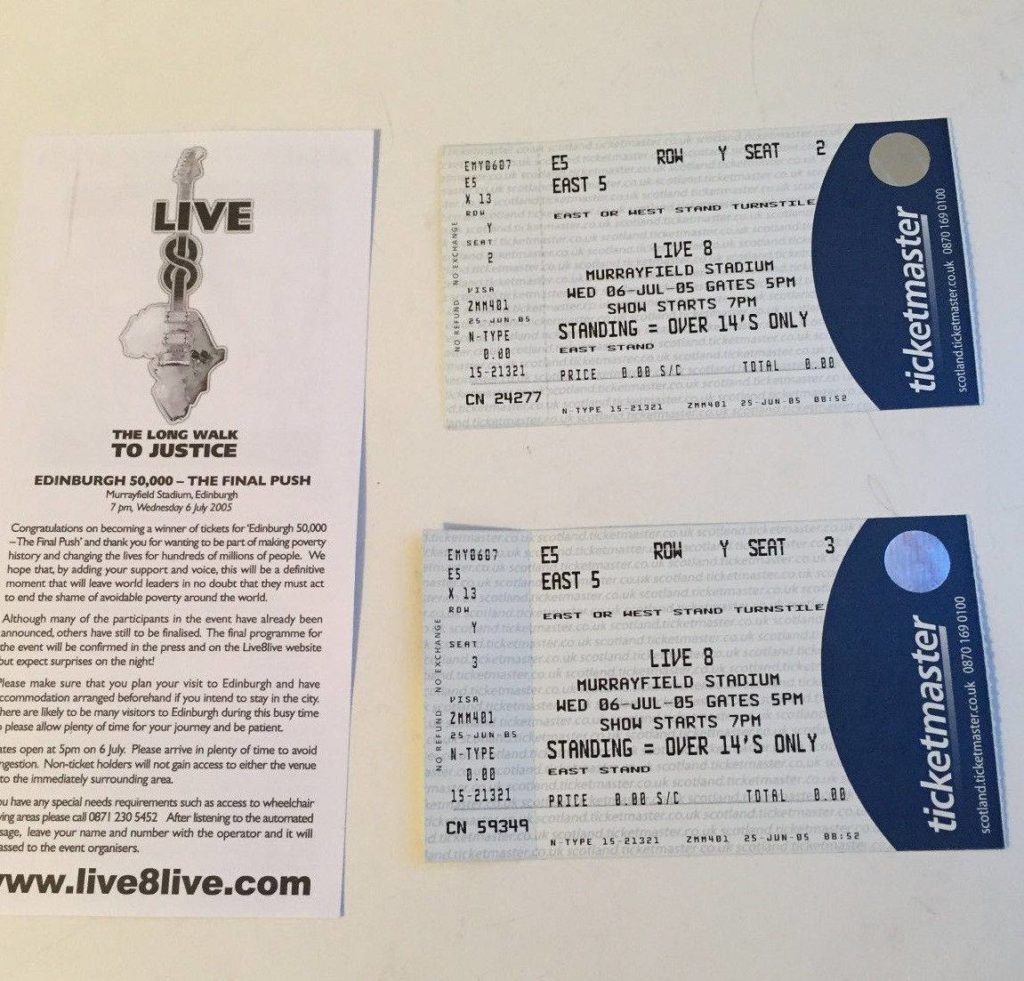 LIVE
8
THE LONG WALK
TO JUSTICE
EDINBURGH 50,000 – THE FINAL PUSH
Murrayfield Stadium, Edinburgh
7 pm, Wednesday 6 July 2005
Congratulations on becoming a winner of tickets for 'Edinburgh 50,000
– The Final Push' and thank you for wanting to be part of making poverty
history and changing the lives for hundreds of millions of people. We
hope that, by adding your support and voice, this will be a definitive
moment that will leave world leaders in no doubt that they must act
to end the shame of avoidable poverty around the world.
Although many of the participants in the event have already been
announced, others have still to be finalised. The final programme for
the event will be confirmed in the press and on the Live8live website
but expect surprises on the night!
Please make sure that you plan your visit to Edinburgh and have
ccommodation arranged beforehand if you intend to stay in the city.
here are likely to be many visitors to Edinburgh during this busy time
please allow plenty of time for your journey and be patient.
ates open at 5pm on 6 July. Please arrive in plenty of time to avoid
ngestion. Non-ticket holders will not gain access to either the venue
to the immediately surrounding area.
ou have any special needs requirements such as access to wheelchair
ving areas please call 0871 230 5452 After listening to the automated
sage, leave your name and number with the operator and it will
assed to the event organisers.
www.live8live.com
EMY0607
E5
X 13
ROW
Y
SEAT
2
VISA
ZMM401
25-JUN-05
N-TYPE
0.00
15-21321
CN 24277
NO REFUND NO EXCHANGE
E5 ROW Y SEAT 2
EAST 5
EAST OR WEST STAND TURNSTILE
LIVE 8
MURRAYFIELD STADIUM
WED 06-JUL-05 GATES 5PM
SHOW STARTS 7PM
STANDING = OVER 14'S ONLY
EAST STAND
PRICE 0.00 S/C TOTAL 0.00
N-TYPE 15-21321 ZMM401 25-JUN-05 08:52
ticketmaster
scotland.ticketmaster.co.uk 0870 169 0100
EMY0607
E5
X 13
ROW
Y
SEAT
3
VISA
ZMM401
25-JUN-05
N-TYPE
0.00
15-21321
CN 59349
NO REFUND NO EXCHANGE
E5 ROW Y SEAT 3
EAST 5
EAST OR WEST STAND TURNSTILE
LIVE 8
MURRAYFIELD STADIUM
WED 06-JUL-05 GATES 5PM
SHOW STARTS 7PM
STANDING = OVER 14'S ONLY
EAST STAND
PRICE 0.00 S/C TOTAL 0.00
N-TYPE 15-21321 ZMM401 25-JUN-05 08:52
ticketmaster
scotland.ticketmaster.co.uk 0870 169 0100